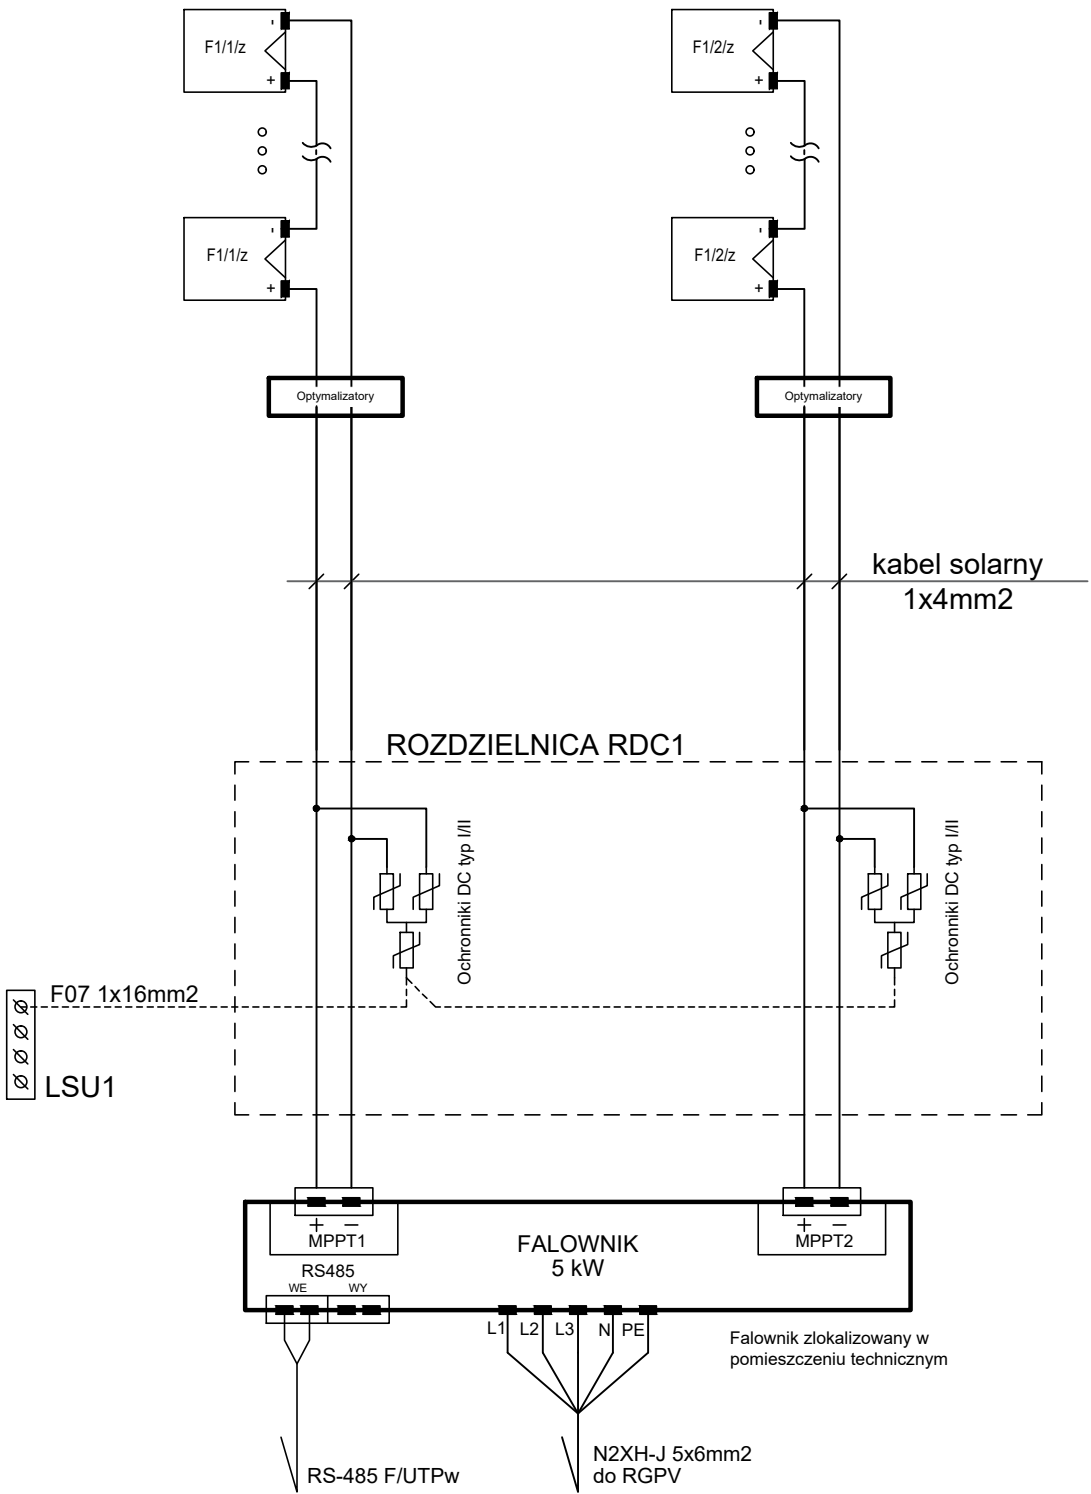 F1/1/z
-
+
F1/2/z
-
+
F1/1/z
-
+
F1/2/z
-
+
Optymalizatory
Optymalizatory
kabel solarny
1x4mm2
ROZDZIELNICA RDC1
Ochronniki DC typ I/II
Ochronniki DC typ I/II
F07 1x16mm2
LSU1
+ −
MPPT1
+ −
MPPT2
FALOWNIK
5 kW
RS485
WE WY
L1 L2 L3 N PE
Falownik zlokalizowany w
pomieszczeniu technicznym
RS-485 F/UTPw
N2XH-J 5x6mm2
do RGPV